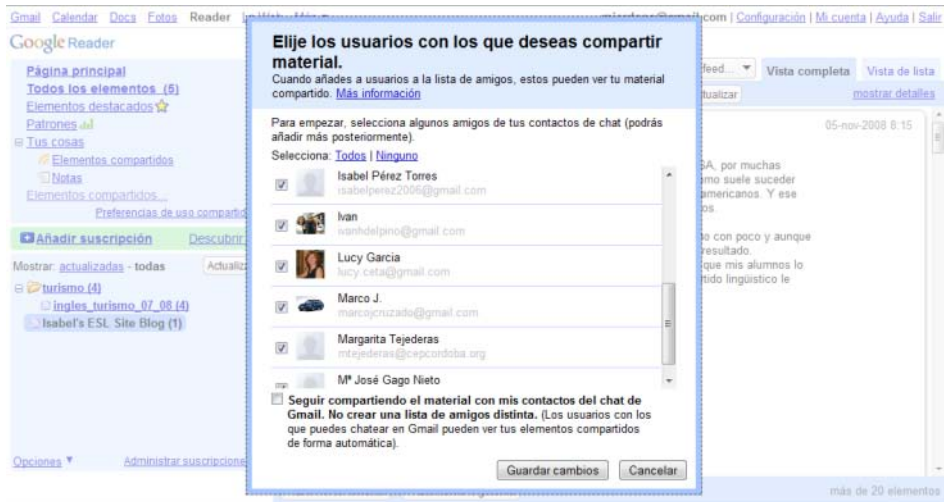 Gmail Calendar Docs Fotos Reader
.com | Configuración | Mi cuenta | Ayuda | Salir
Google Reader
Página principal
Todos los elementos (5)
Elementos destacados
Patrones
Tus cosas
Elementos compartidos
Notas
Elementos compartidos...
Preferencias de uso compartid
Añadir suscripción Descubrir
Mostrar: actualizadas - todas Actualiz
turismo (4)
ingles_turismo_07_08 (4)
Isabel's ESL Site Blog (1)
Opciones Administrar suscripcione
Elije los usuarios con los que deseas compartir
material.
Cuando añades a usuarios a la lista de amigos, estos pueden ver tu material
compartido. Más información
Para empezar, selecciona algunos amigos de tus contactos de chat (podrás
añadir más posteriormente).
Selecciona: Todos | Ninguno
Isabel Pérez Torres
isabelperez2006@gmail.com
Ivan
ivanhdelpino@gmail.com
Lucy Garcia
lucy.ceta@gmail.com
Marco J.
marcojcruzado@gmail.com
Margarita Tejederas
mtejederas@cepcordoba.org
Mª José Gago Nieto
Seguir compartiendo el material con mis contactos del chat de
Gmail. No crear una lista de amigos distinta. (Los usuarios con los
que puedes chatear en Gmail pueden ver tus elementos compartidos
de forma automática).
Guardar cambios Cancelar
feed... Vista completa Vista de lista
tualizar mostrar detalles
05-nov-2008 8:15
SA, por muchas
omo suele suceder
americanos. Y ese
os.
do con poco y aunque
resultado.
que mis alumnos lo
tido lingüistico le
más de 20 elementos